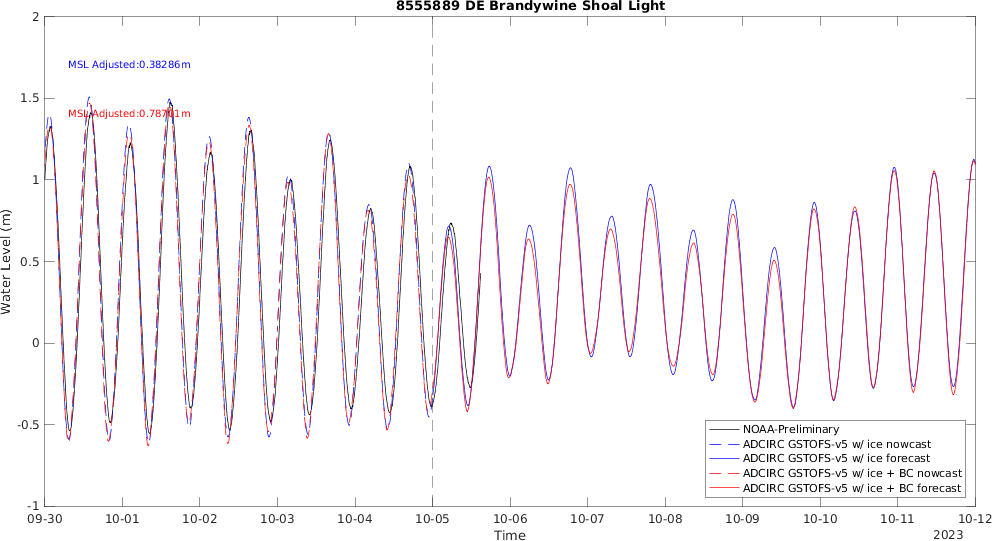 8555889 DE Brandywine Shoal Light
MSL Adjusted:0.38286m
MSL Adjusted:
Water Level (m)
2
1.5
1
0.5
0
-0.5
-1
09-30 10-01 10-02 10-03 10-04 10-05 10-06 10-07 10-08 10-09 10-10 10-11 10-12
Time
2023
NOAA-Preliminary
ADCIRC GSTOFS-v5 w/ ice nowcast
ADCIRC GSTOFS-v5 w/ ice forecast
ADCIRC GSTOFS-v5 w/ ice + BC nowcast
ADCIRC GSTOFS-v5 w/ ice + BC forecast